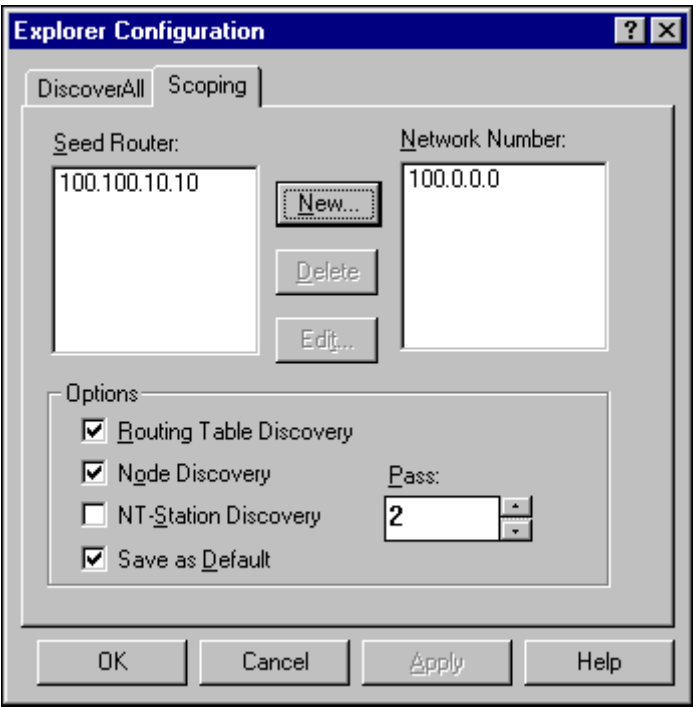 Explorer Configuration
DiscoverAll
Scoping
Seed Router:
100.100.10.10
New...
Delete
Edit...
Network Number:
100.0.0.0
Options
Routing Table Discovery
Node Discovery
NT-Station Discovery
Save as Default
Pass:
2
OK
Cancel
Apply
Help